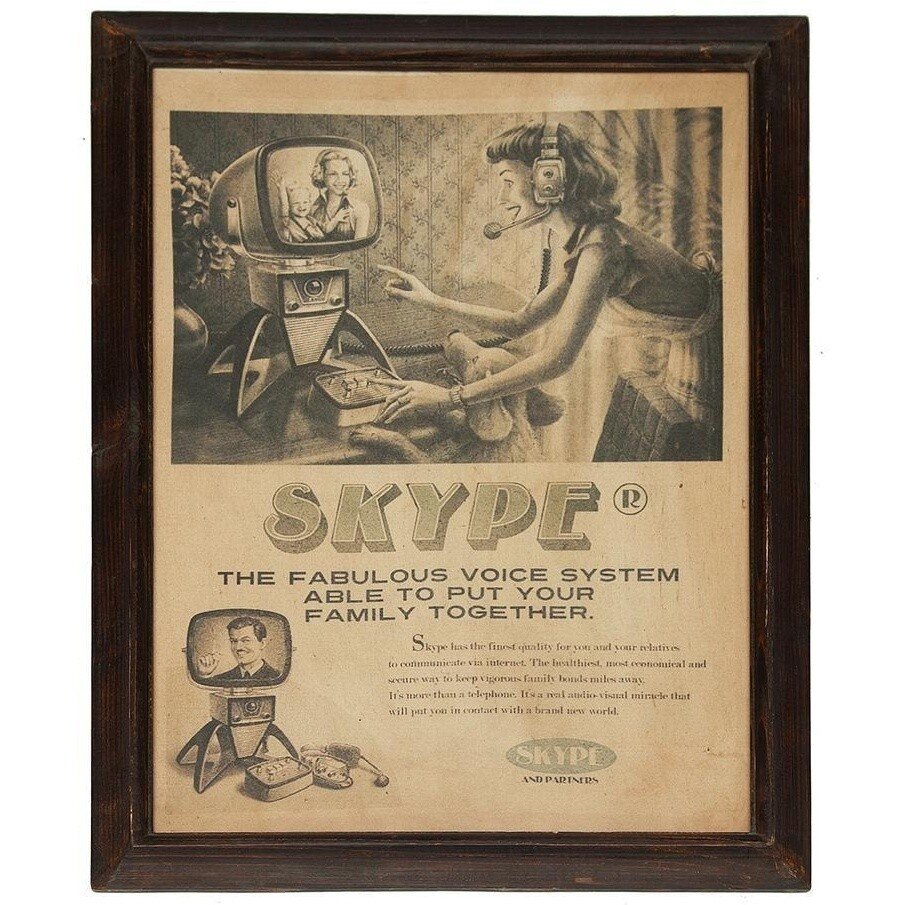 SKYPE ®
THE FABULOUS VOICE SYSTEM
ABLE TO PUT YOUR
FAMILY TOGETHER.
Skype has the finest quality for you and your relatives
to communicate via internet. The healthiest, most economical and
secure way to keep vigorous family bonds miles away.
It's more than a telephone. It's a real audio-visual miracle that
will put you in contact with a brand new world.
SKYPE
AND PARTNERS